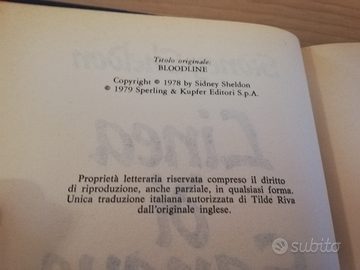 Titolo originale
BLOODLINE
Copyright © 1978 by Sidney Sheldon
© 1979 Sperling & Kupfer Editori S.p.A.
Proprietà letteraria riservata compreso il diritto
di riproduzione, anche parziale, in qualsiasi forma.
Unica traduzione italiana autorizzata di Tilde Riva
dall'originale inglese.
subito